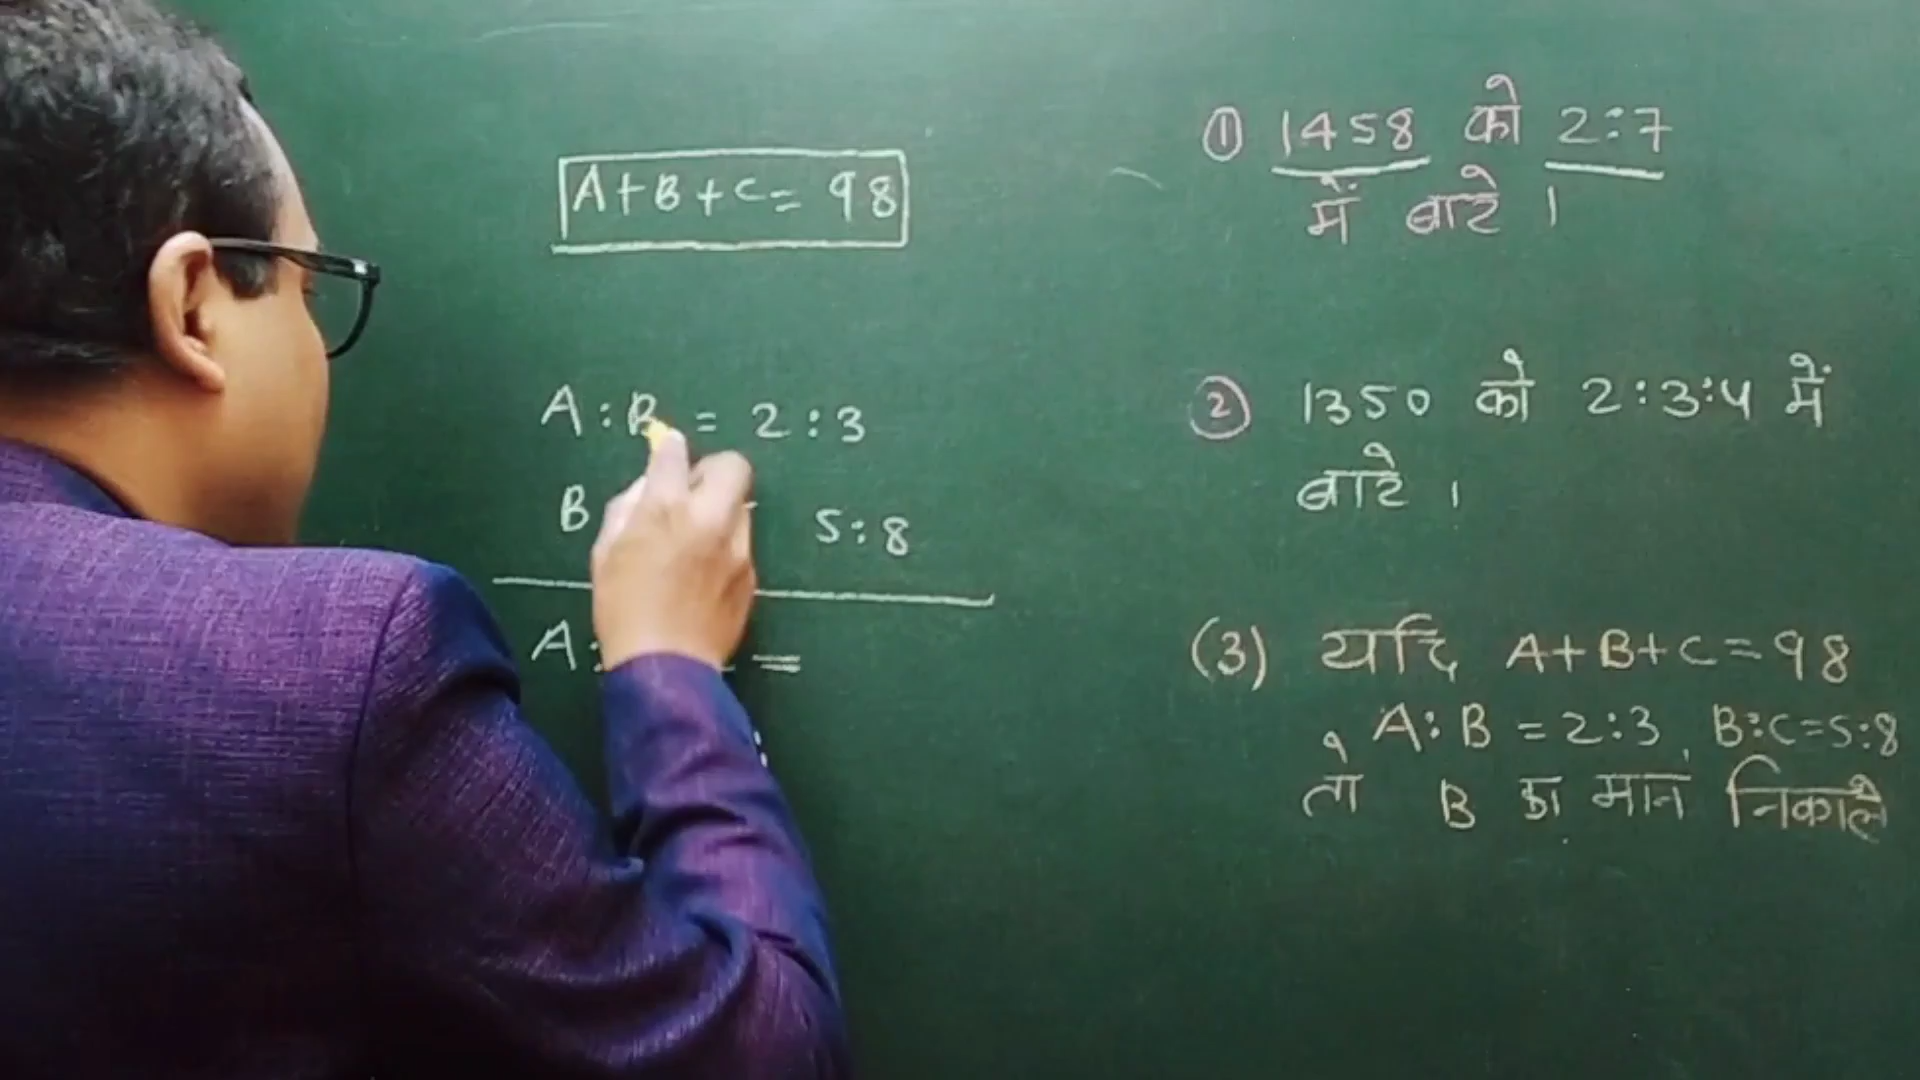 A+B+C= 98
A:B = 2:3
B 5:8
A: =
① 1458 को 2:7
में बाटे ।
② 1350 को 2:3:4 में
बाटे ।
(3) यदि A+B+C=98
A:B=2:3, B:C=5:8
तो B का मान निकाले